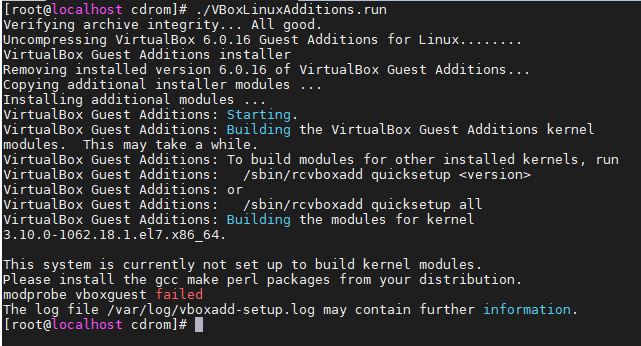 [root@localhost cdrom]# ./VBoxLinuxAdditions.run
Verifying archive integrity... All good.
Uncompressing VirtualBox 6.0.16 Guest Additions for Linux........
VirtualBox Guest Additions installer
Removing installed version 6.0.16 of VirtualBox Guest Additions...
Copying additional installer modules ...
Installing additional modules ...
VirtualBox Guest Additions: Starting.
VirtualBox Guest Additions: Building the VirtualBox Guest Additions kernel
modules.  This may take a while.
VirtualBox Guest Additions: To build modules for other installed kernels, run
VirtualBox Guest Additions:   /sbin/rcvboxadd quicksetup <version>
VirtualBox Guest Additions: or
VirtualBox Guest Additions:   /sbin/rcvboxadd quicksetup all
VirtualBox Guest Additions: Building the modules for kernel
3.10.0-1062.18.1.el7.x86_64.

This system is currently not set up to build kernel modules.
Please install the gcc make perl packages from your distribution.
modprobe vboxguest failed
The log file /var/log/vboxadd-setup.log may contain further information.
[root@localhost cdrom]#